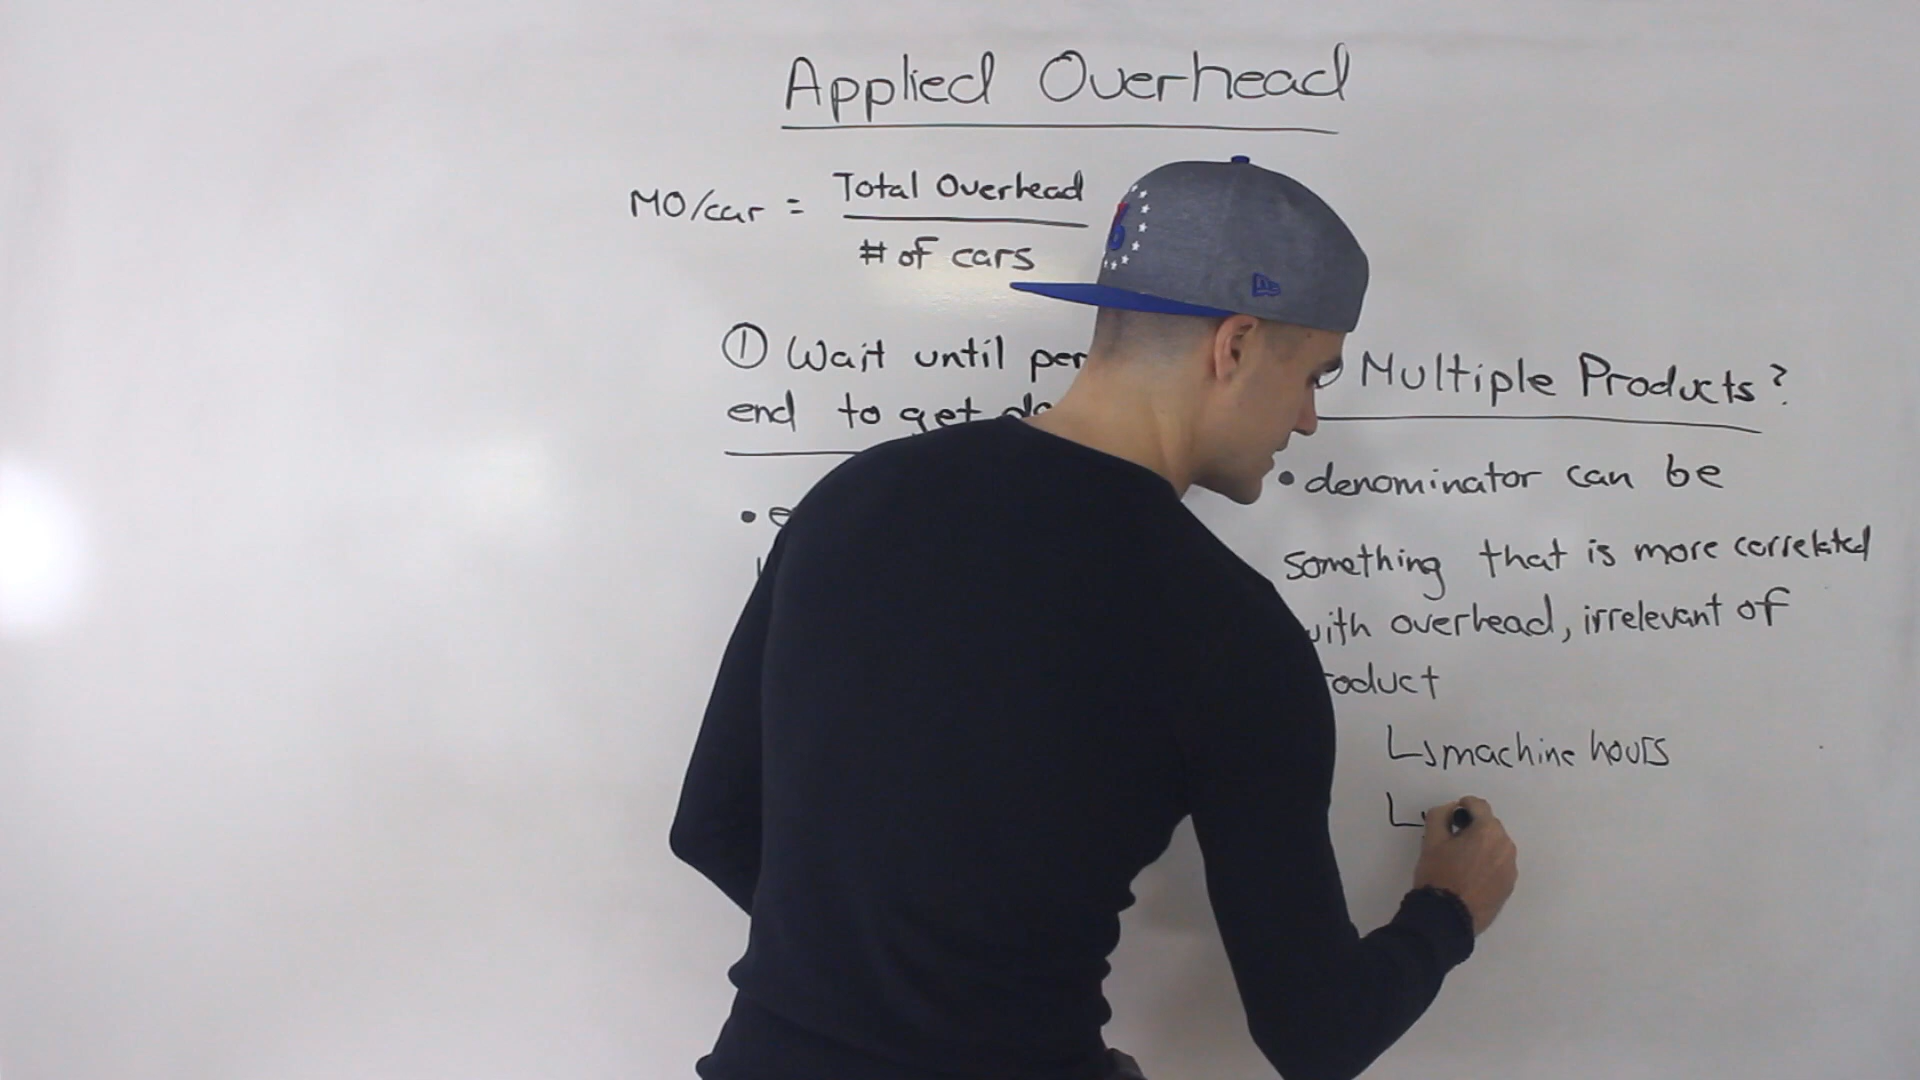 Applied Overhead
MO/car = Total Overhead
# of cars
① Wait until
end to get
Multiple Products?
• denominator can be
something that is more correlated
with overhead, irrelevant of
product
↳ machine hours